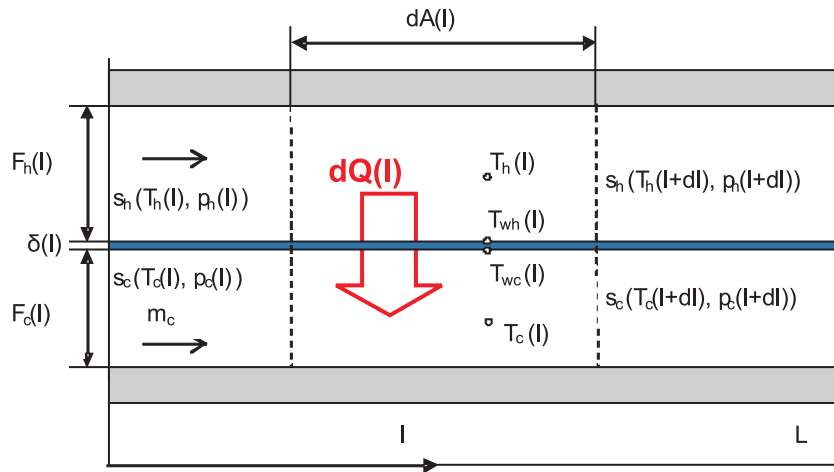 dA(l)
F_h(l)
dQ(l)
T_h(l)
s_h(T_h(l), p_h(l))
s_h(T_h(l+dl), p_h(l+dl))
T_wh(l)
δ(l)
s_c(T_c(l), p_c(l))
T_wc(l)
s_c(T_c(l+dl), p_c(l+dl))
F_c(l)
m_c
T_c(l)
l
L